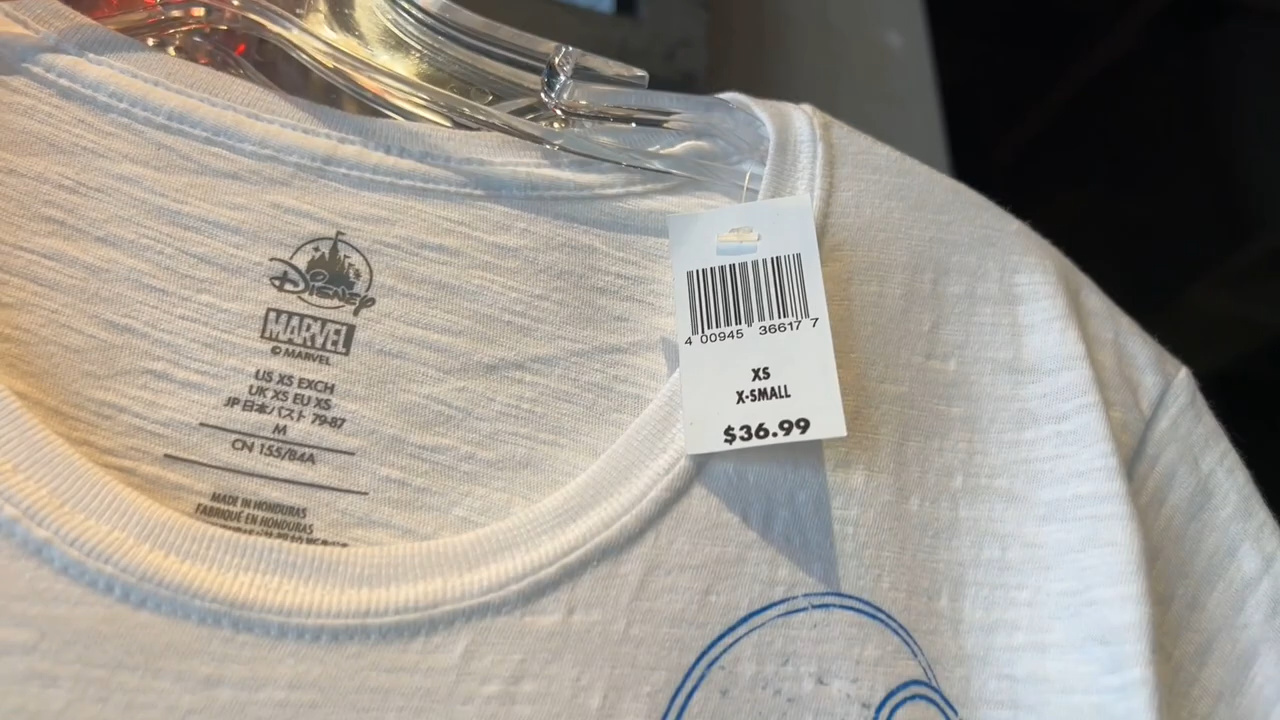 Disney
MARVEL
© MARVEL
US XS EXCH
UK XS EU XS
JP 日本バスト 79-87
M
CN 155/84A
MADE IN HONDURAS
FABRIQUÉ EN HONDURAS
4 00945 36617 7
XS
X-SMALL
$36.99